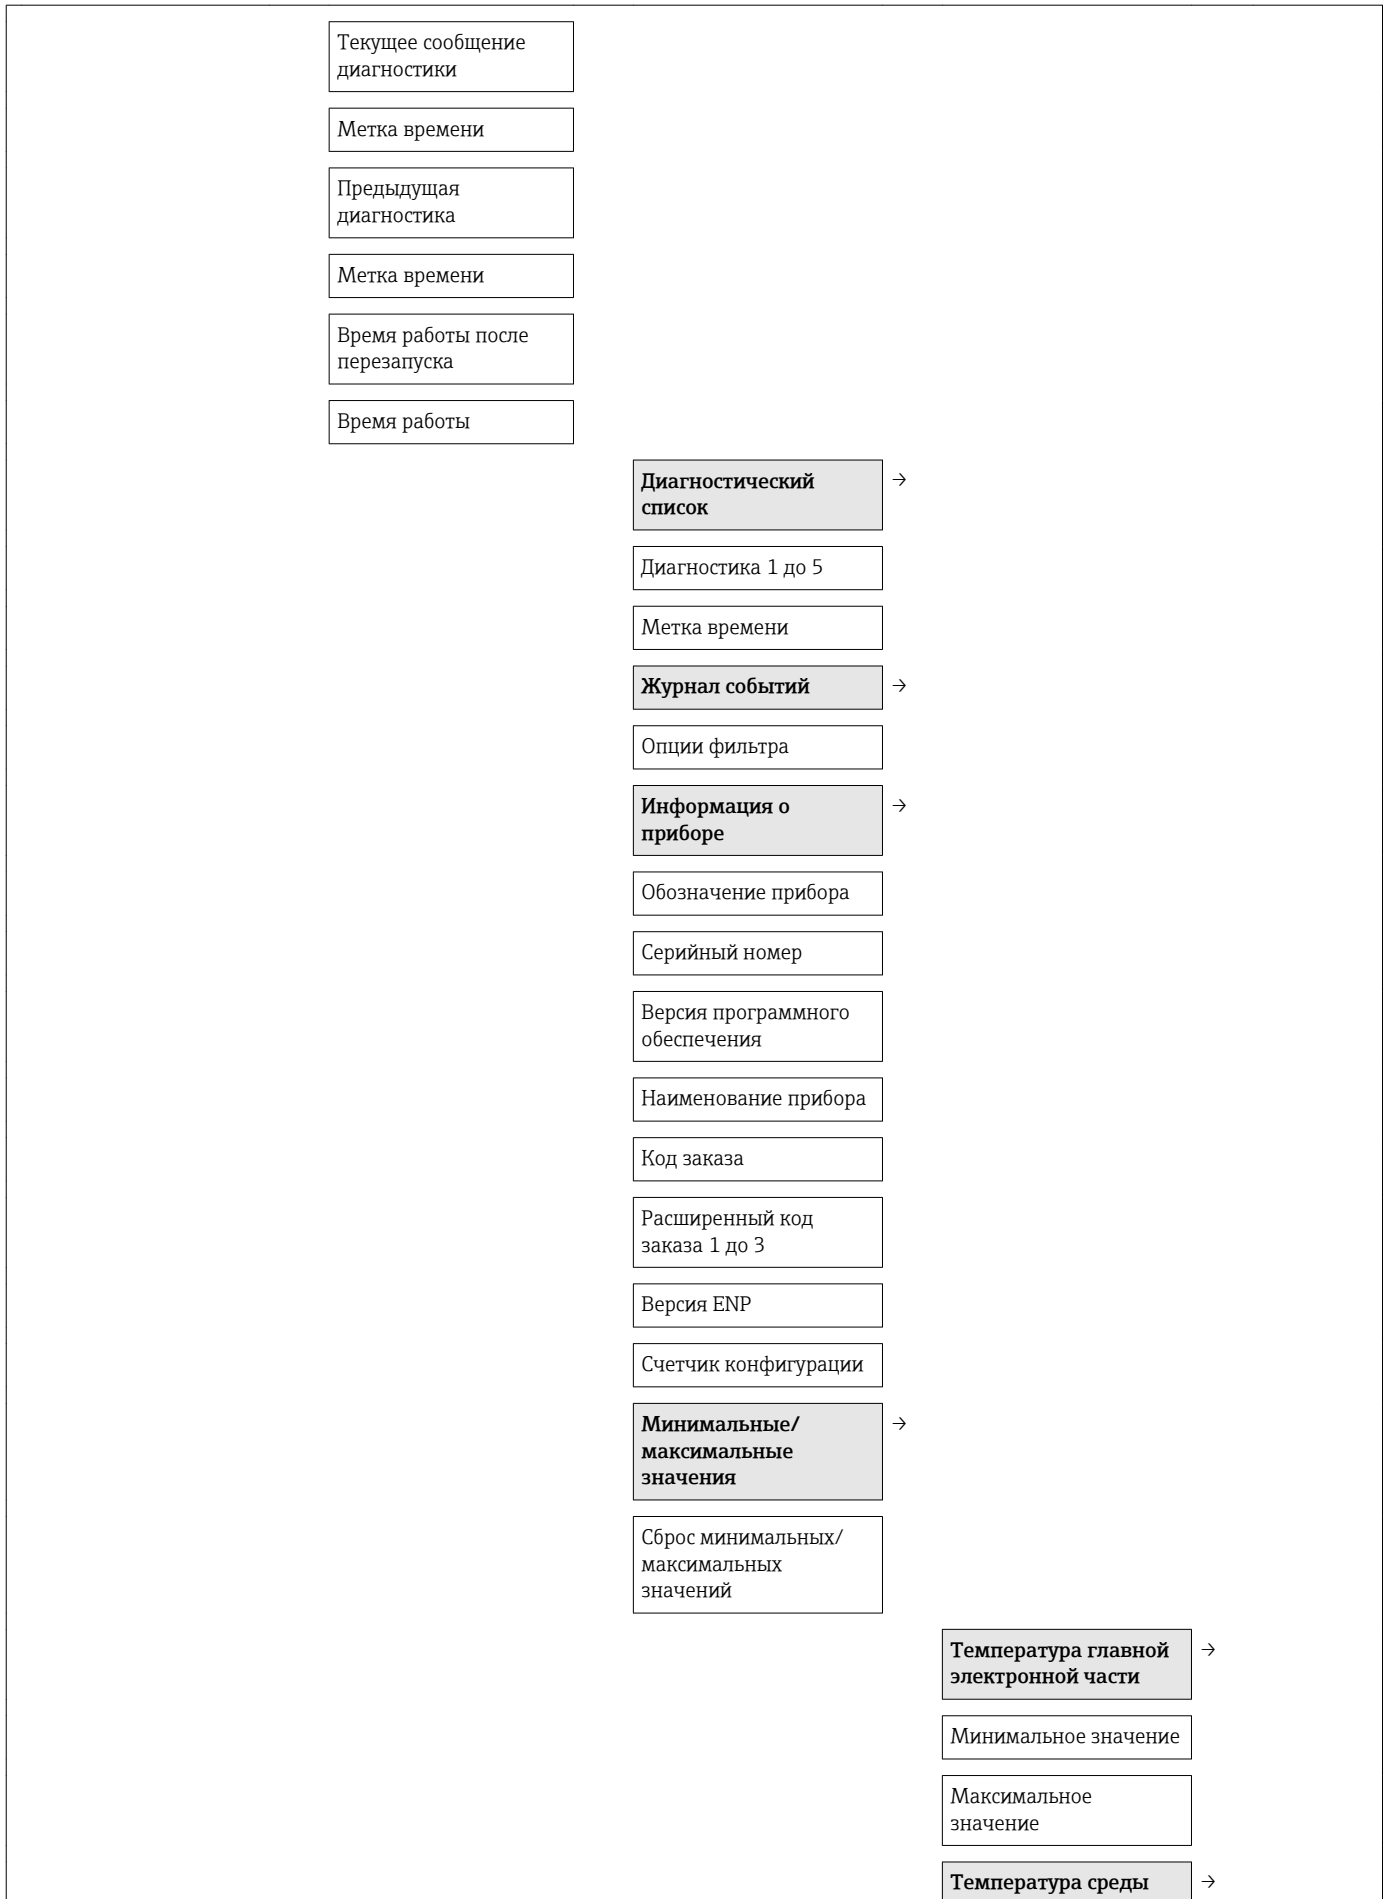 Текущее сообщение
диагностики
Метка времени
Предыдущая
диагностика
Метка времени
Время работы после
перезапуска
Время работы
Диагностический →
список
Диагностика 1 до 5
Метка времени
Журнал событий →
Опции фильтра
Информация о →
приборе
Обозначение прибора
Серийный номер
Версия программного
обеспечения
Наименование прибора
Код заказа
Расширенный код
заказа 1 до 3
Версия ENP
Счетчик конфигурации
Минимальные/ →
максимальные
значения
Сброс минимальных/
максимальных
значений
Температура главной →
электронной части
Минимальное значение
Максимальное
значение
Температура среды →